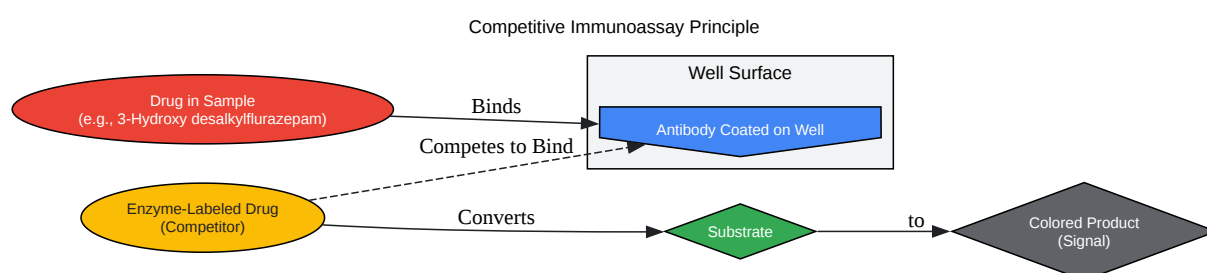 Competitive Immunoassay Principle
Well Surface
Drug in Sample
(e.g., 3-Hydroxy desalkylflurazepam)
Binds
Antibody Coated on Well
Competes to Bind
Enzyme-Labeled Drug
(Competitor)
Converts
Substrate
to
Colored Product
(Signal)